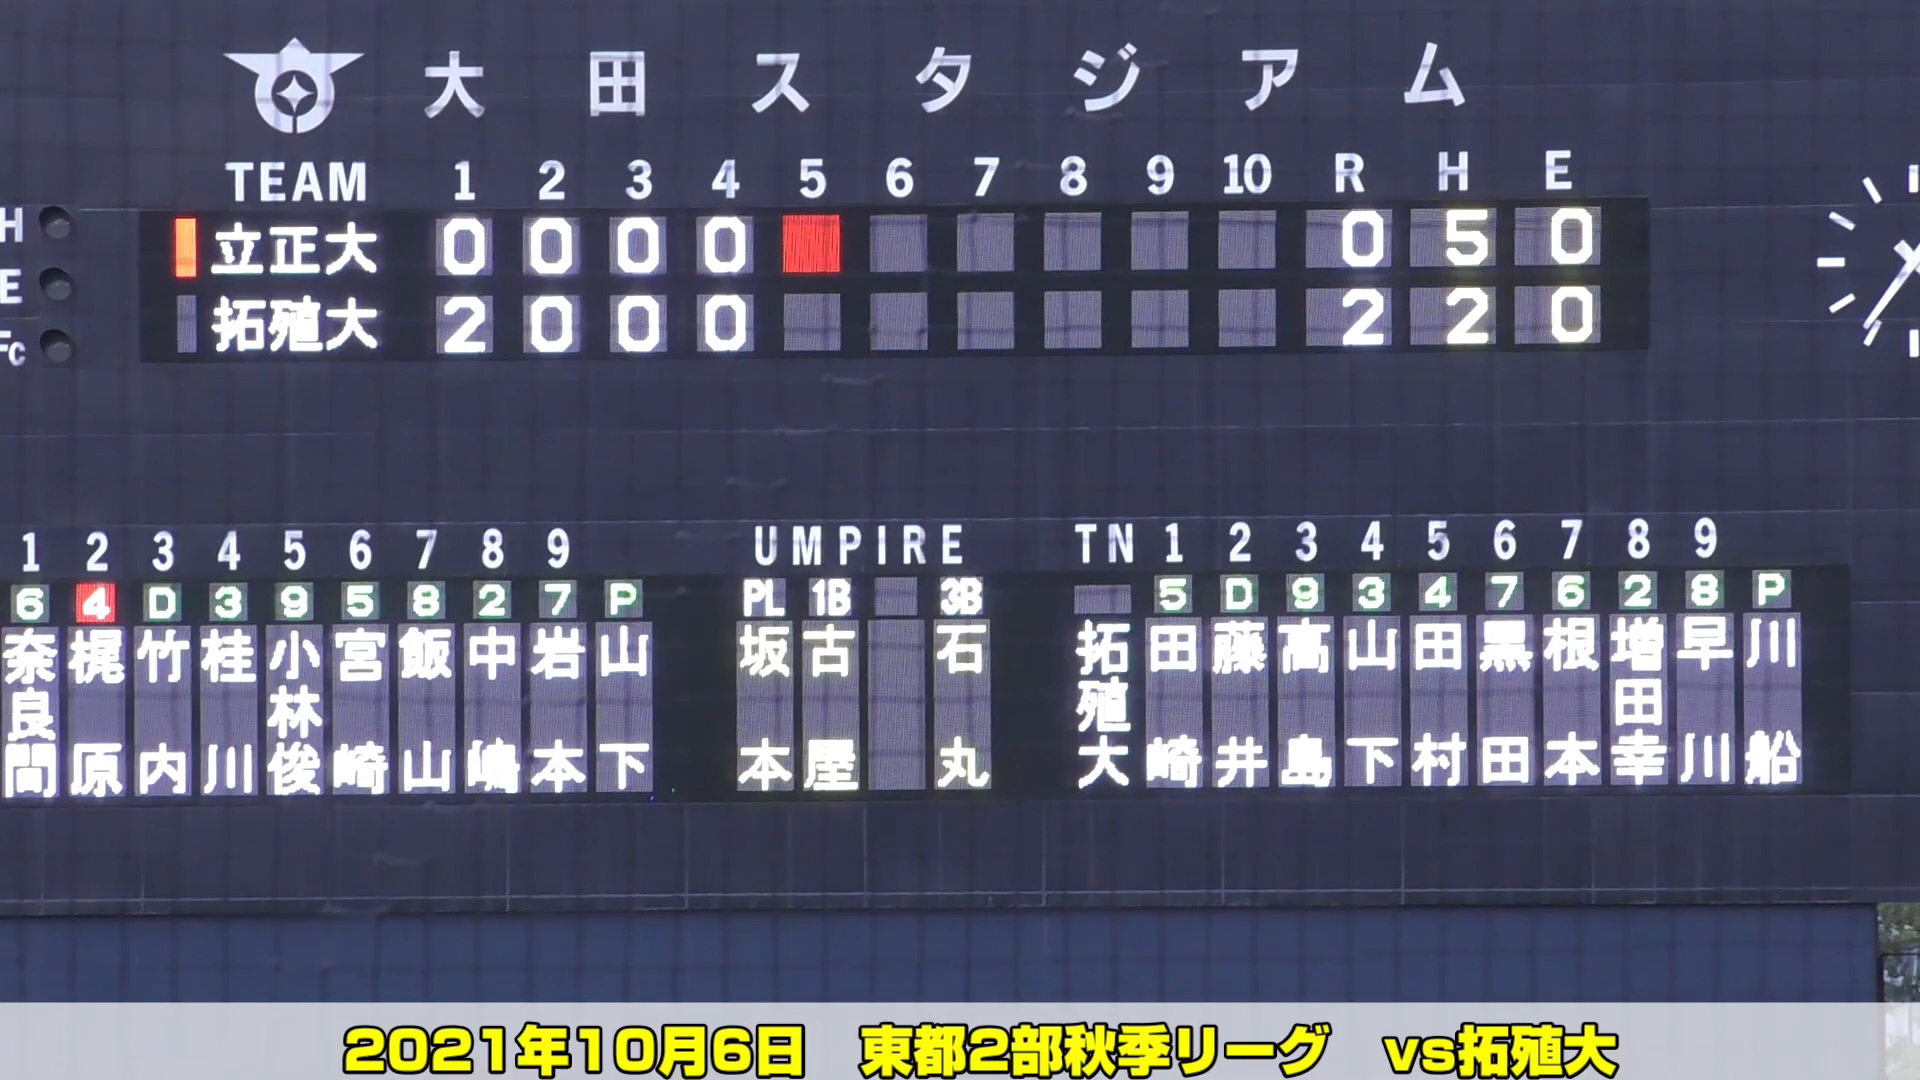 大田スタジアム
TEAM 1 2 3 4 5 6 7 8 9 10 R H E
H 立正大 0 0 0 0 0 5 0
E
拓殖大 2 0 0 0 2 2 0
Fc
1 2 3 4 5 6 7 8 9 UMPIRE TN 1 2 3 4 5 6 7 8 9
6 4 D 3 9 5 8 2 7 P PL 1B 3B 5 D 9 3 4 7 6 2 8 P
奈良間 梶原 竹内 桂川 小林俊 宮崎 飯山 中嶋 岩本 山下 坂本 古屋 石丸 拓殖大 田崎 藤井 高島 山下 田村 黒田 根本 増田幸 早川 川船
2021年10月6日 東都2部秋季リーグ vs拓殖大